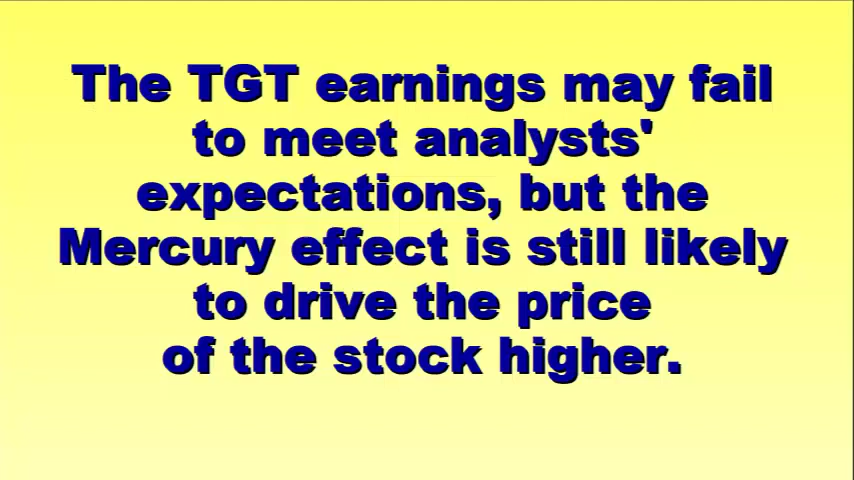 The TGT earnings may fail
to meet analysts'
expectations, but the
Mercury effect is still likely
to drive the price
of the stock higher.